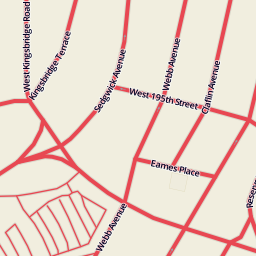 West Kingsbridge Road
Kingsbridge Terrace
Sedgwick Avenue
Webb Avenue
Claflin Avenue
West 195th Street
Eames Place
Webb Avenue